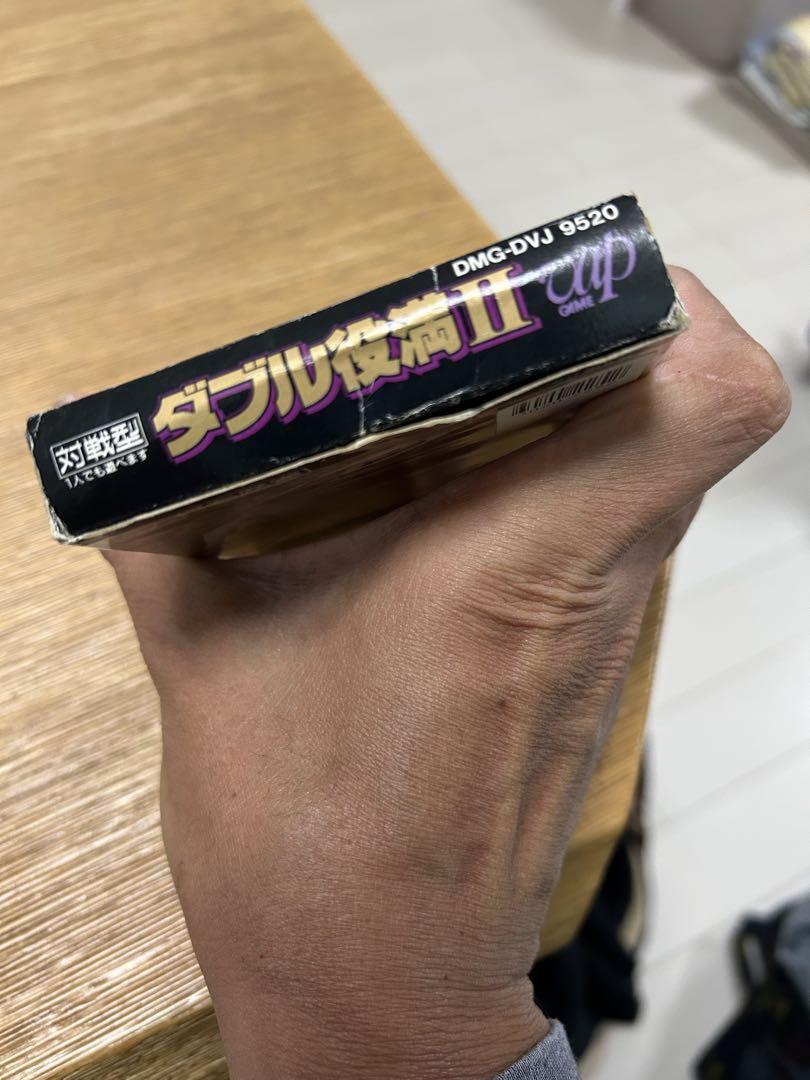 DMG-DVJ 9520
対戦型
1人でも遊べます
ダブル役満II
vap
GAME